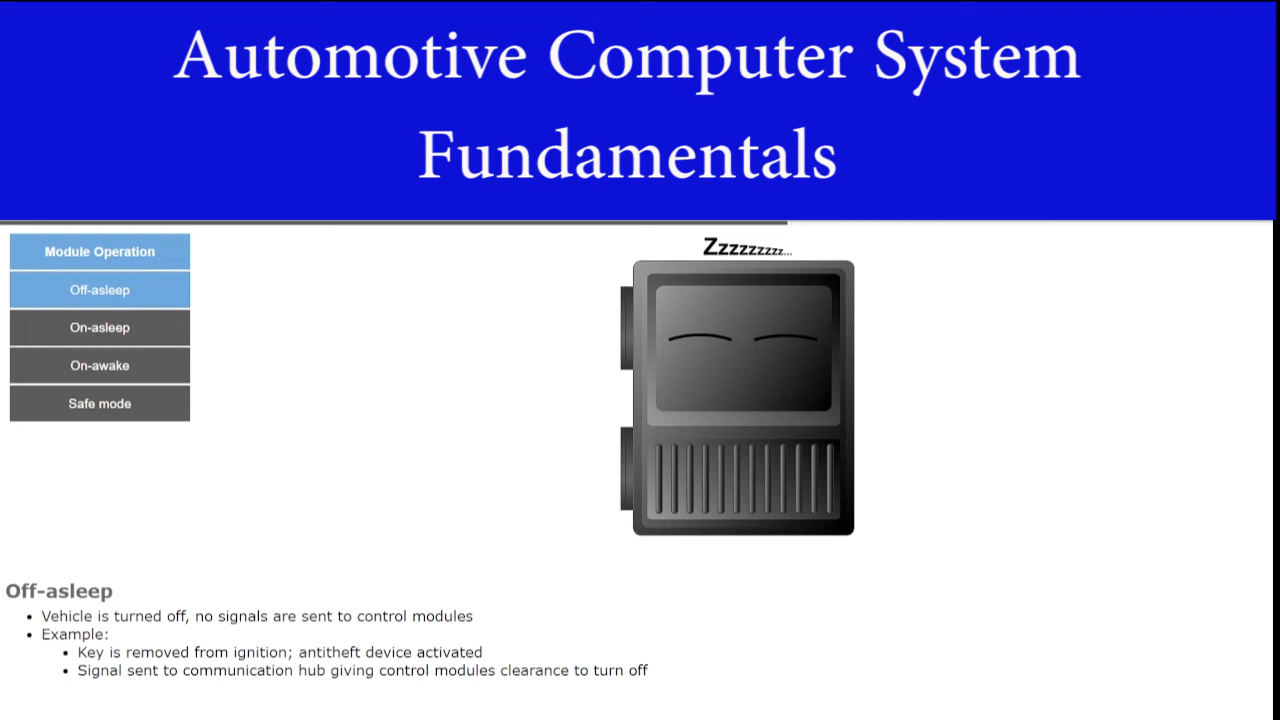 Automotive Computer System
Fundamentals
Module Operation
Off-asleep
On-asleep
On-awake
Safe mode
Zzzzzzzzz...
Off-asleep
• Vehicle is turned off, no signals are sent to control modules
• Example:
• Key is removed from ignition; antitheft device activated
• Signal sent to communication hub giving control modules clearance to turn off